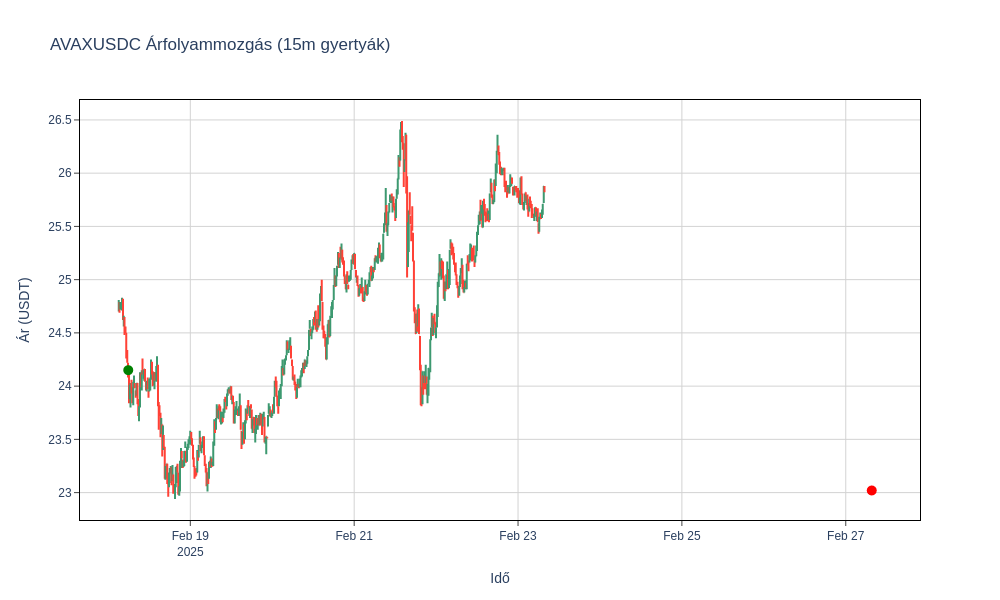 AVAXUSDC Árfolyammozgás (15m gyertyák)
26.5
26
25.5
25
24.5
24
23.5
23
Ár (USDT)
Feb 19
2025
Feb 21
Feb 23
Feb 25
Feb 27
Idő